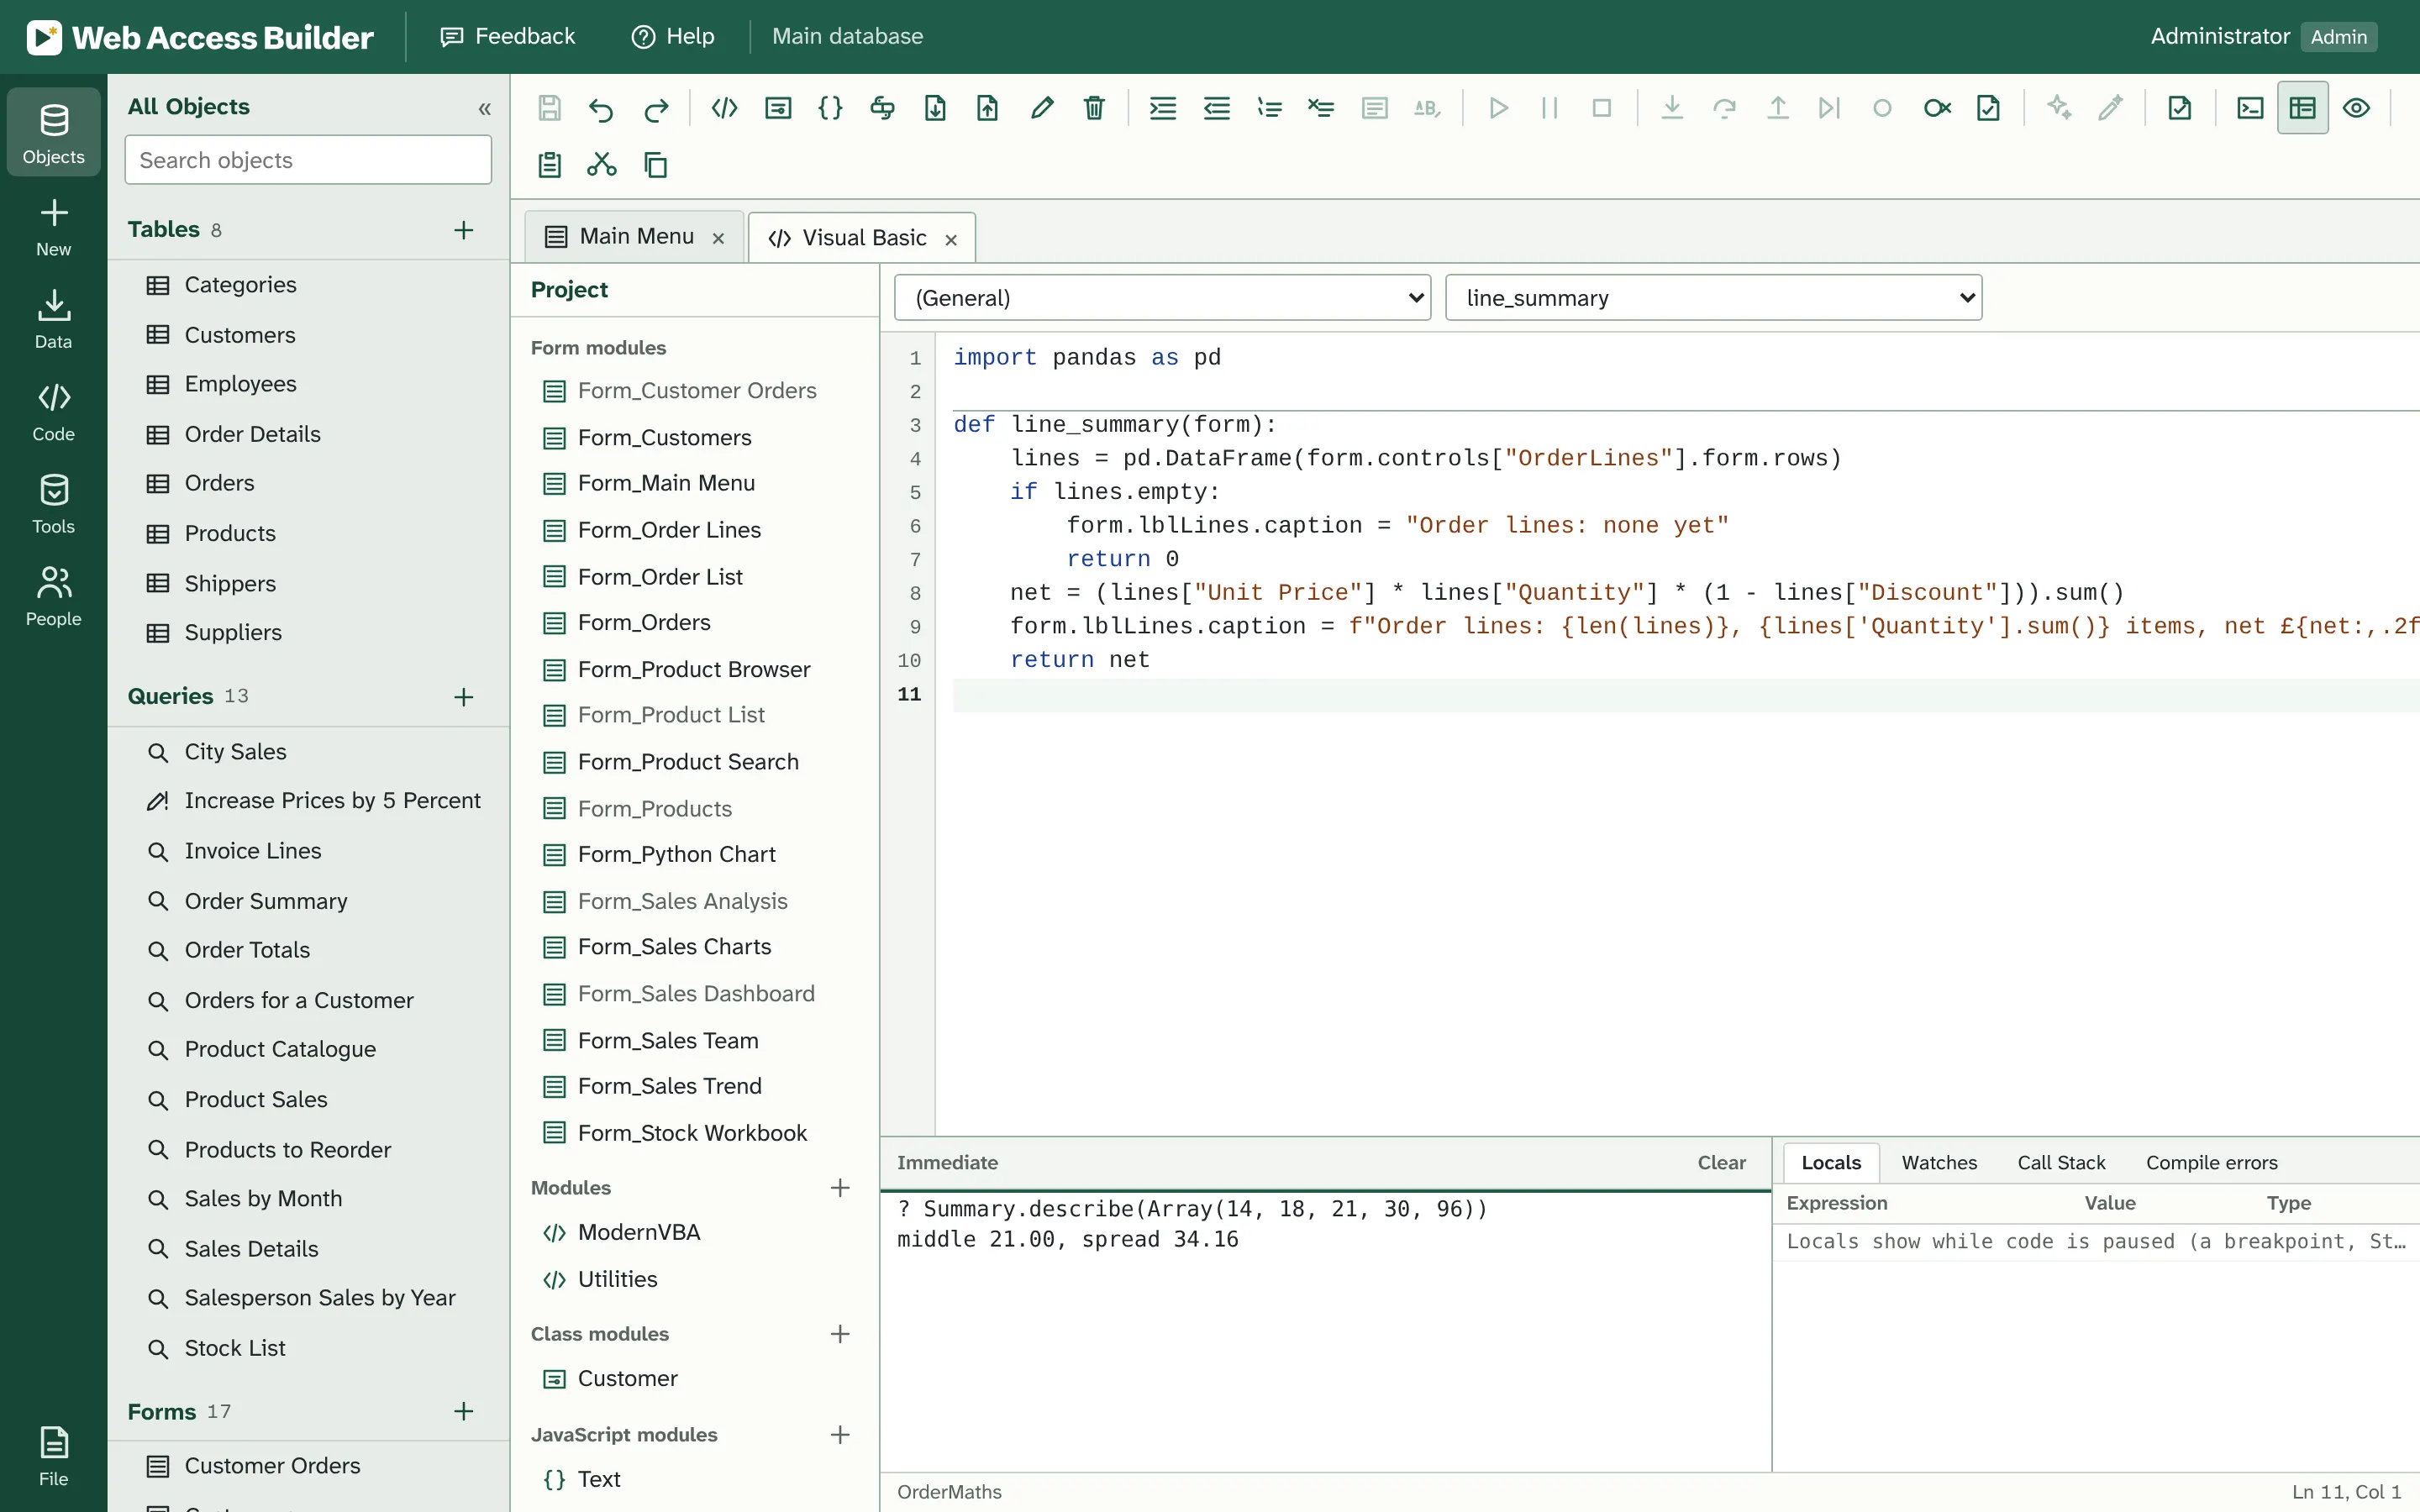 Web Access Builder
Feedback
Help
Main database
Administrator
Admin
Objects
New
Data
Code
Tools
People
File
All Objects
«
Search objects
Tables 8
Categories
Customers
Employees
Order Details
Orders
Products
Shippers
Suppliers
Queries 13
City Sales
Increase Prices by 5 Percent
Invoice Lines
Order Summary
Order Totals
Orders for a Customer
Product Catalogue
Product Sales
Products to Reorder
Sales by Month
Sales Details
Salesperson Sales by Year
Stock List
Forms 17
Customer Orders
Main Menu
Visual Basic
Project
Form modules
Form_Customer Orders
Form_Customers
Form_Main Menu
Form_Order Lines
Form_Order List
Form_Orders
Form_Product Browser
Form_Product List
Form_Product Search
Form_Products
Form_Python Chart
Form_Sales Analysis
Form_Sales Charts
Form_Sales Dashboard
Form_Sales Team
Form_Sales Trend
Form_Stock Workbook
Modules
ModernVBA
Utilities
Class modules
Customer
JavaScript modules
Text
(General)
line_summary
1 import pandas as pd
2
3 def line_summary(form):
4 lines = pd.DataFrame(form.controls["OrderLines"].form.rows)
5 if lines.empty:
6 form.lblLines.caption = "Order lines: none yet"
7 return 0
8 net = (lines["Unit Price"] * lines["Quantity"] * (1 - lines["Discount"])).sum()
9 form.lblLines.caption = f"Order lines: {len(lines)}, {lines['Quantity'].sum()} items, net £{net:,.2f
10 return net
11
Immediate
Clear
? Summary.describe(Array(14, 18, 21, 30, 96))
middle 21.00, spread 34.16
Locals
Watches
Call Stack
Compile errors
Expression Value Type
Locals show while code is paused (a breakpoint, St…
OrderMaths
Ln 11, Col 1